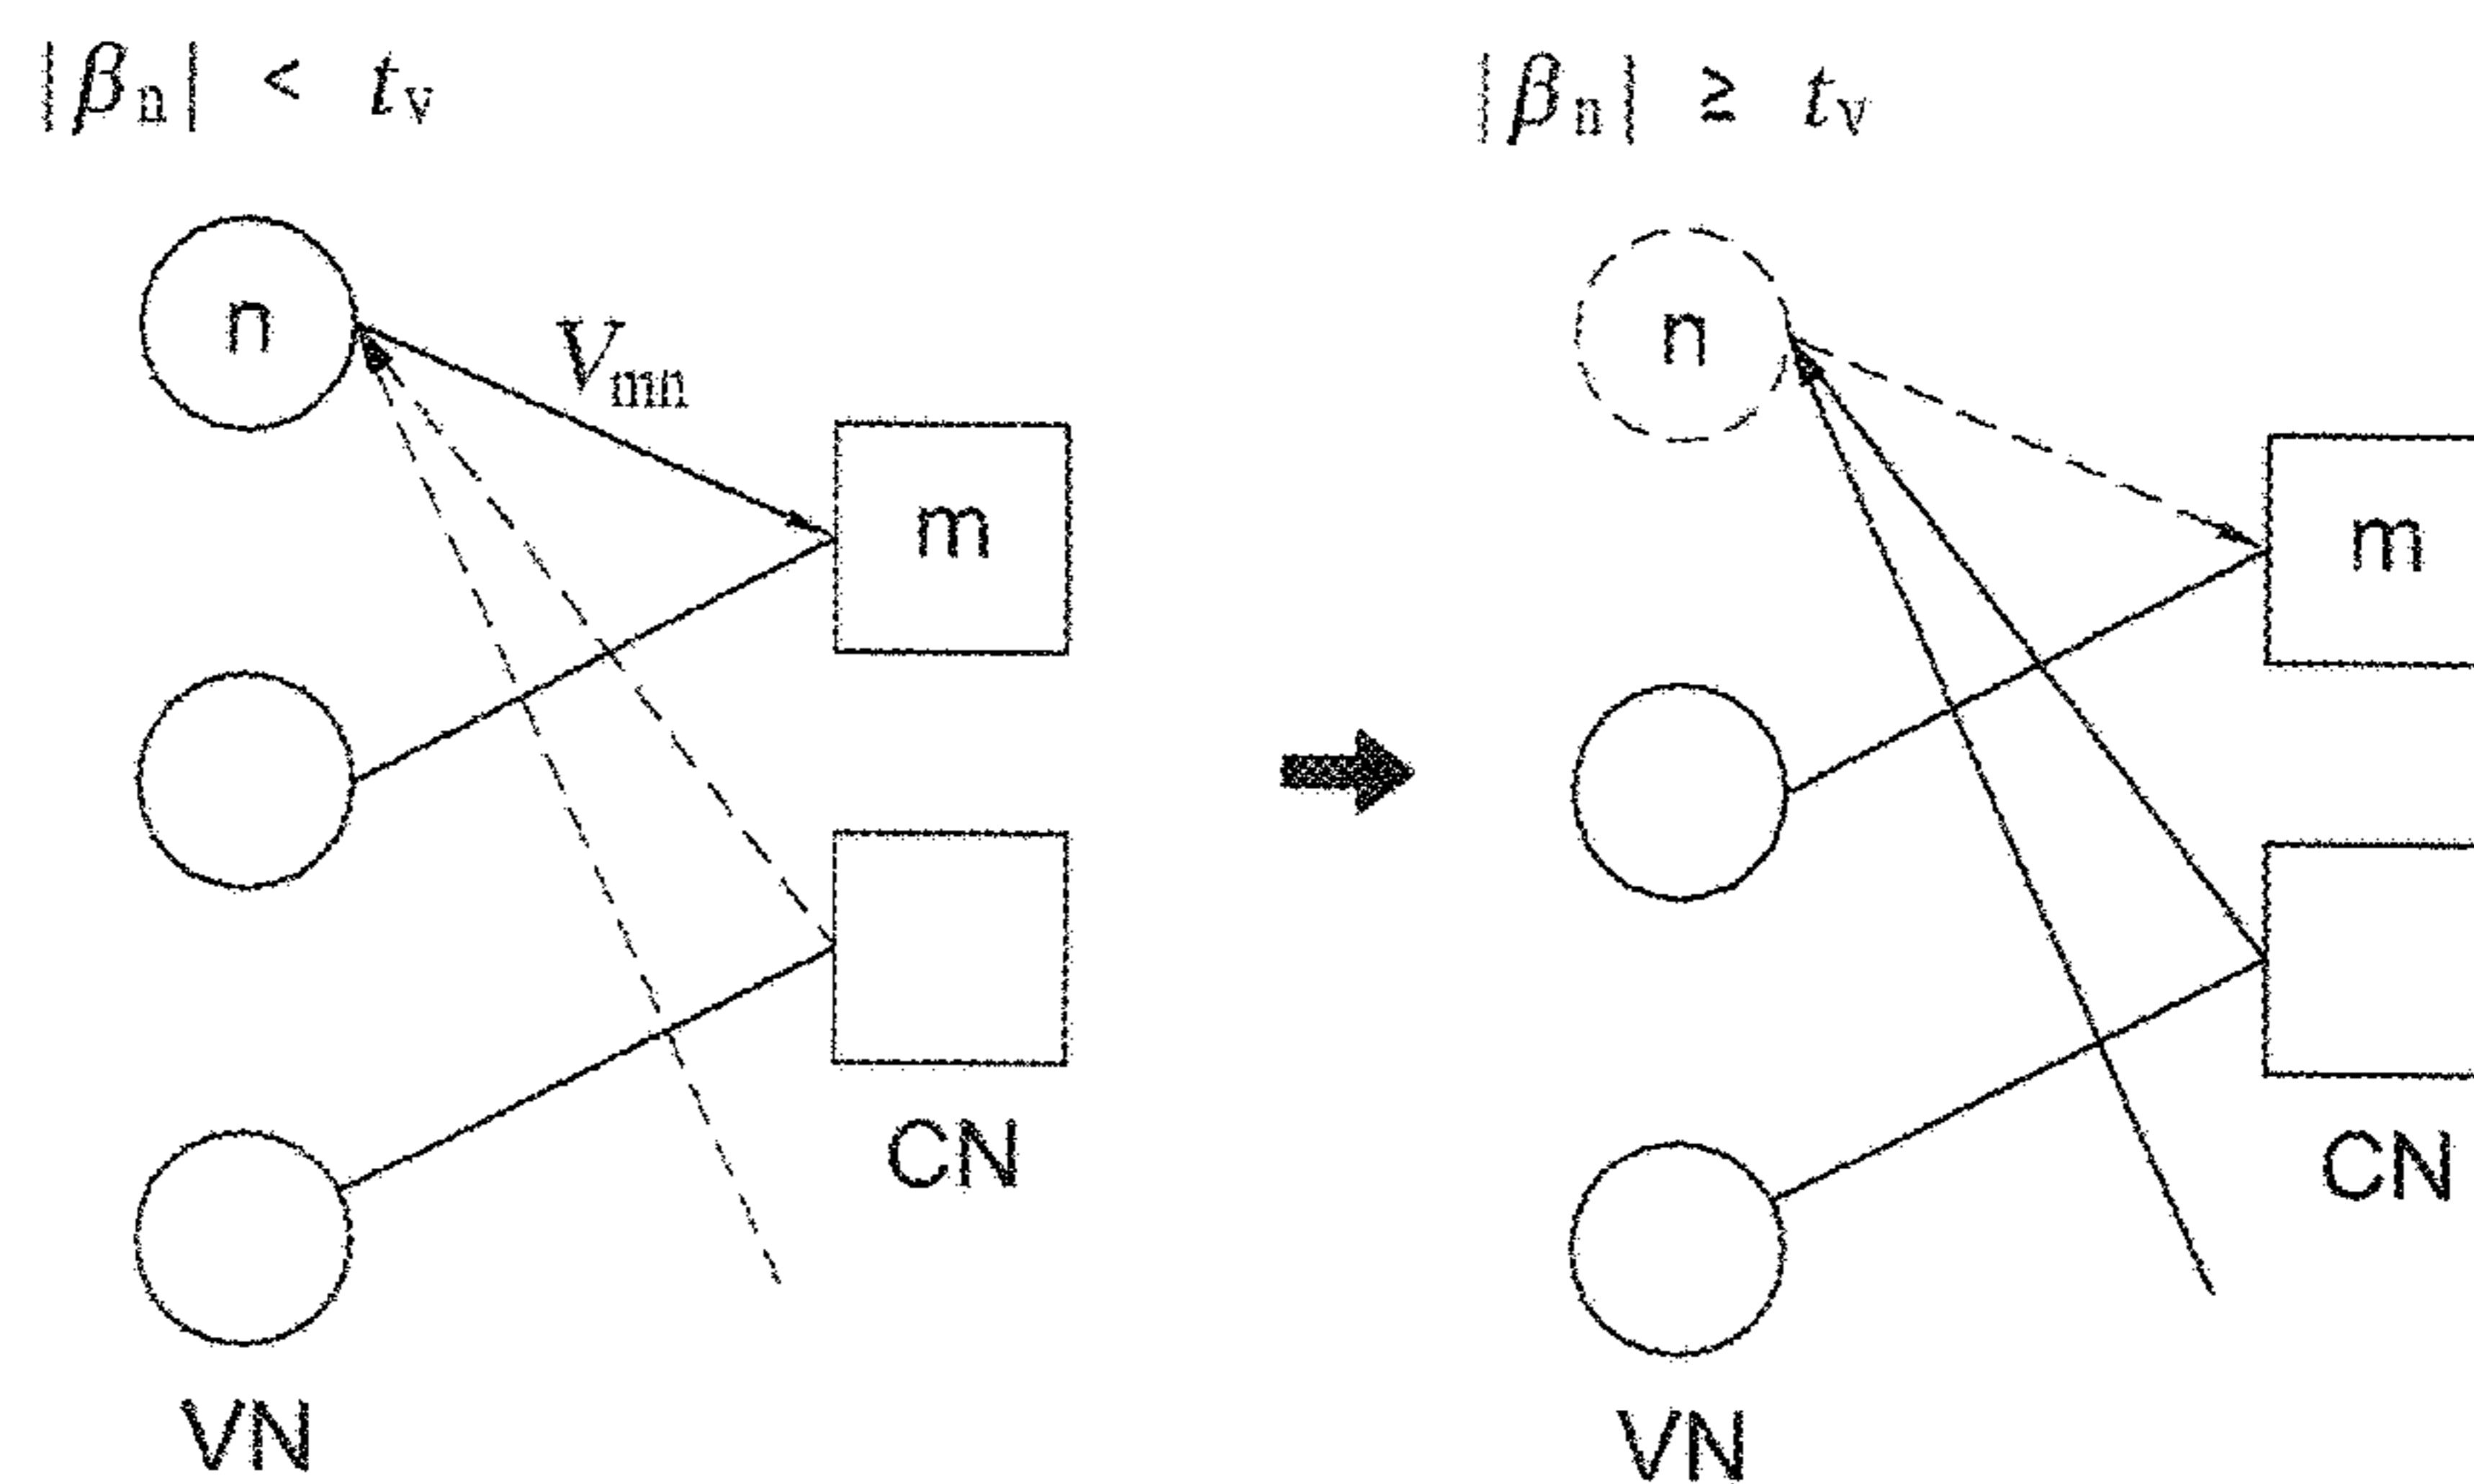 |βₙ| < tᵥ
|βₙ| ≥ tᵥ
n
Vₘₙ
m
n
m
CN
CN
VN
VN